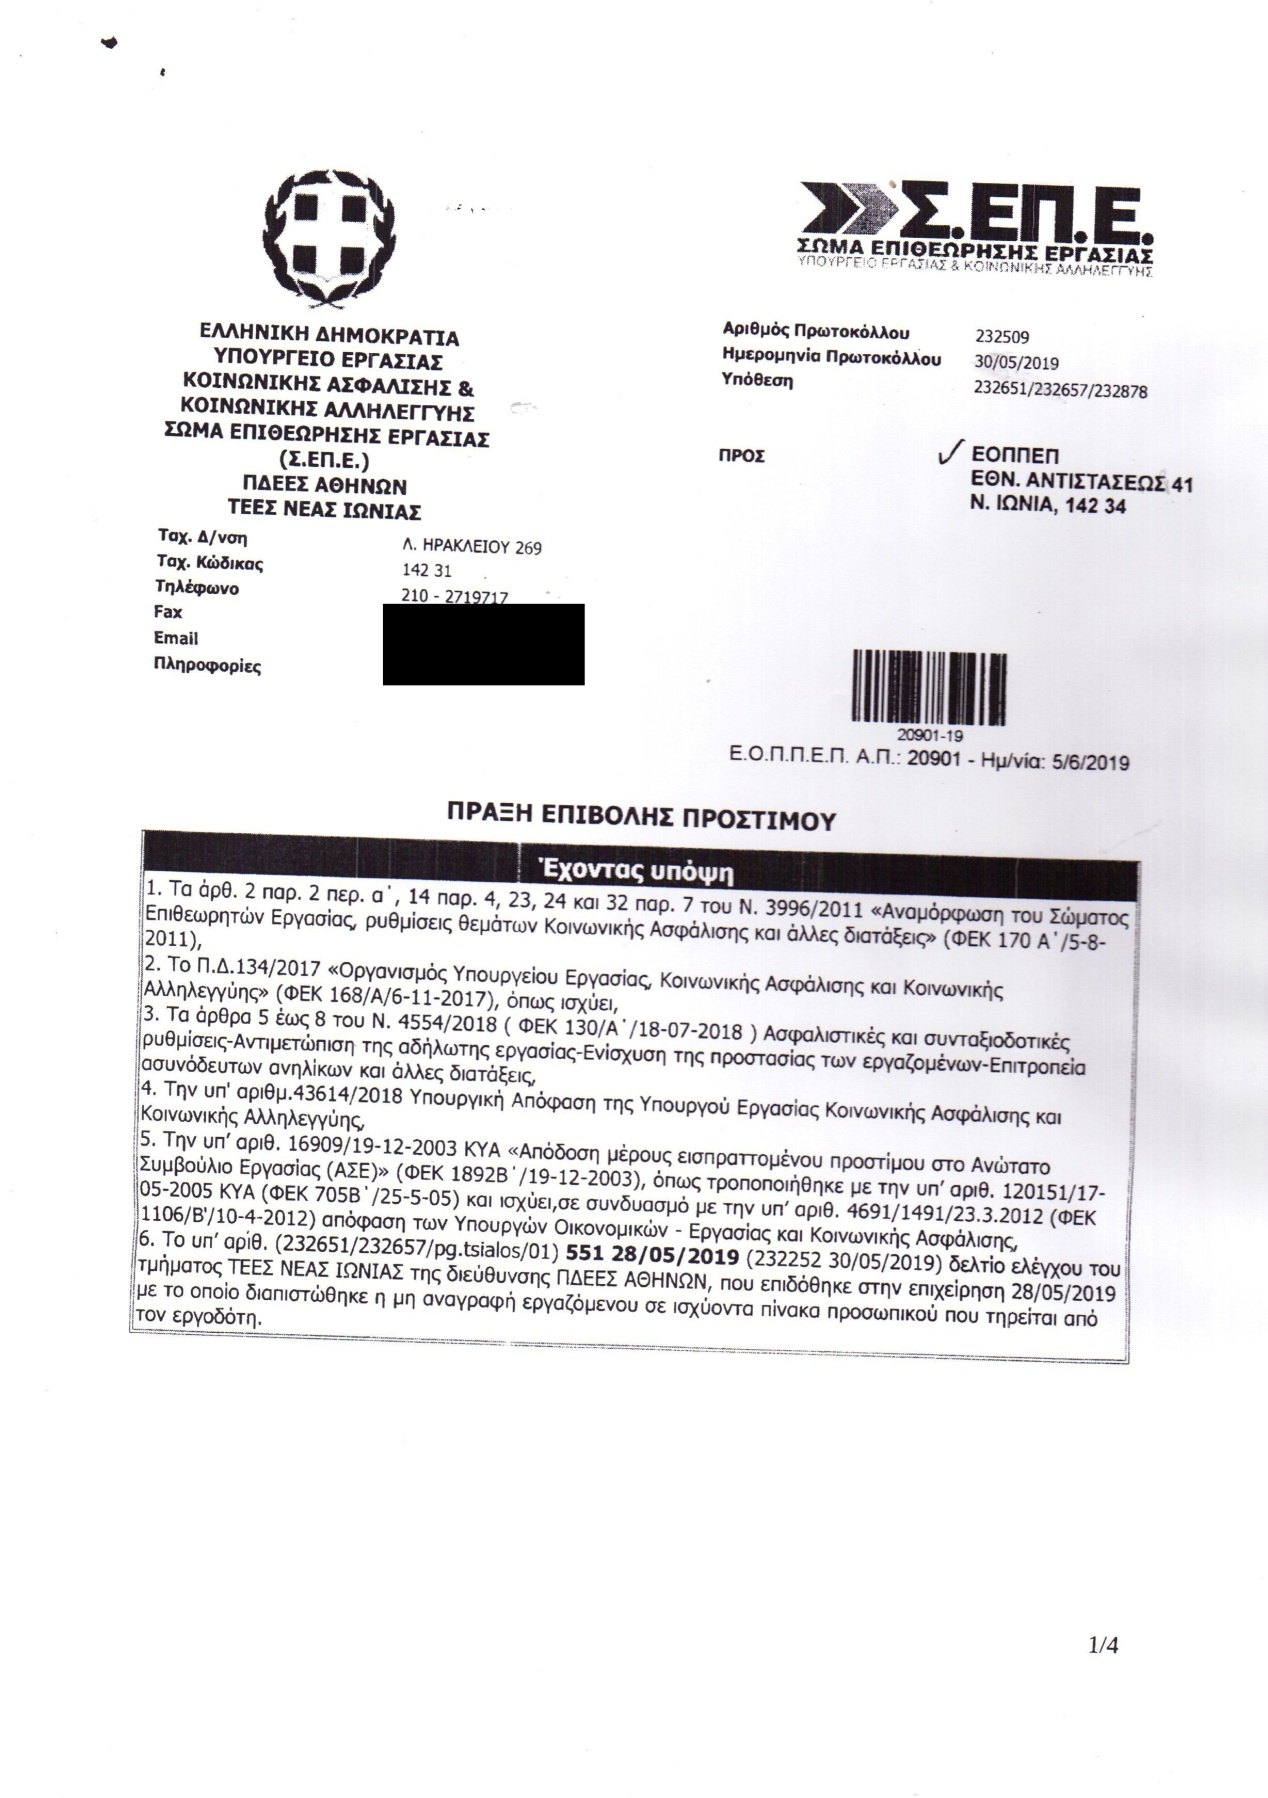 Σ.ΕΠ.Ε.
ΣΩΜΑ ΕΠΙΘΕΩΡΗΣΗΣ ΕΡΓΑΣΙΑΣ
ΥΠΟΥΡΓΕΙΟ ΕΡΓΑΣΙΑΣ & ΚΟΙΝΩΝΙΚΗΣ ΑΛΛΗΛΕΓΓΥΗΣ
ΕΛΛΗΝΙΚΗ ΔΗΜΟΚΡΑΤΙΑ
ΥΠΟΥΡΓΕΙΟ ΕΡΓΑΣΙΑΣ
ΚΟΙΝΩΝΙΚΗΣ ΑΣΦΑΛΙΣΗΣ &
ΚΟΙΝΩΝΙΚΗΣ ΑΛΛΗΛΕΓΓΥΗΣ
ΣΩΜΑ ΕΠΙΘΕΩΡΗΣΗΣ ΕΡΓΑΣΙΑΣ
(Σ.ΕΠ.Ε.)
ΠΔΕΕΣ ΑΘΗΝΩΝ
ΤΕΕΣ ΝΕΑΣ ΙΩΝΙΑΣ
Ταχ. Δ/νση Λ. ΗΡΑΚΛΕΙΟΥ 269
Ταχ. Κώδικας 142 31
Τηλέφωνο 210 - 2719717
Fax
Email
Πληροφορίες
Αριθμός Πρωτοκόλλου 232509
Ημερομηνία Πρωτοκόλλου 30/05/2019
Υπόθεση 232651/232657/232878
ΠΡΟΣ ΕΟΠΠΕΠ
ΕΘΝ. ΑΝΤΙΣΤΑΣΕΩΣ 41
Ν. ΙΩΝΙΑ, 142 34
20901-19
Ε.Ο.Π.Π.Ε.Π. Α.Π.: 20901 - Ημ/νία: 5/6/2019
ΠΡΑΞΗ ΕΠΙΒΟΛΗΣ ΠΡΟΣΤΙΜΟΥ
Έχοντας υπόψη
1. Τα άρθ. 2 παρ. 2 περ. α΄, 14 παρ. 4, 23, 24 και 32 παρ. 7 του Ν. 3996/2011 «Αναμόρφωση του Σώματος
Επιθεωρητών Εργασίας, ρυθμίσεις θεμάτων Κοινωνικής Ασφάλισης και άλλες διατάξεις» (ΦΕΚ 170 Α΄/5-8-
2011),
2. Το Π.Δ.134/2017 «Οργανισμός Υπουργείου Εργασίας, Κοινωνικής Ασφάλισης και Κοινωνικής
Αλληλεγγύης» (ΦΕΚ 168/Α/6-11-2017), όπως ισχύει,
3. Τα άρθρα 5 έως 8 του Ν. 4554/2018 ( ΦΕΚ 130/Α΄/18-07-2018 ) Ασφαλιστικές και συνταξιοδοτικές
ρυθμίσεις-Αντιμετώπιση της αδήλωτης εργασίας-Ενίσχυση της προστασίας των εργαζομένων-Επιτροπεία
ασυνόδευτων ανηλίκων και άλλες διατάξεις,
4. Την υπ' αριθμ.43614/2018 Υπουργική Απόφαση της Υπουργού Εργασίας Κοινωνικής Ασφάλισης και
Κοινωνικής Αλληλεγγύης,
5. Την υπ' αριθ. 16909/19-12-2003 ΚΥΑ «Απόδοση μέρους εισπραττομένου προστίμου στο Ανώτατο
Συμβούλιο Εργασίας (ΑΣΕ)» (ΦΕΚ 1892Β΄/19-12-2003), όπως τροποποιήθηκε με την υπ' αριθ. 120151/17-
05-2005 ΚΥΑ (ΦΕΚ 705Β΄/25-5-05) και ισχύει,σε συνδυασμό με την υπ' αριθ. 4691/1491/23.3.2012 (ΦΕΚ
1106/Β'/10-4-2012) απόφαση των Υπουργών Οικονομικών - Εργασίας και Κοινωνικής Ασφάλισης,
6. Το υπ' αρίθ. (232651/232657/pg.tsialos/01) 551 28/05/2019 (232252 30/05/2019) δελτίο ελέγχου του
τμήματος ΤΕΕΣ ΝΕΑΣ ΙΩΝΙΑΣ της διεύθυνσης ΠΔΕΕΣ ΑΘΗΝΩΝ, που επιδόθηκε στην επιχείρηση 28/05/2019
με το οποίο διαπιστώθηκε η μη αναγραφή εργαζόμενου σε ισχύοντα πίνακα προσωπικού που τηρείται από
τον εργοδότη.
1/4